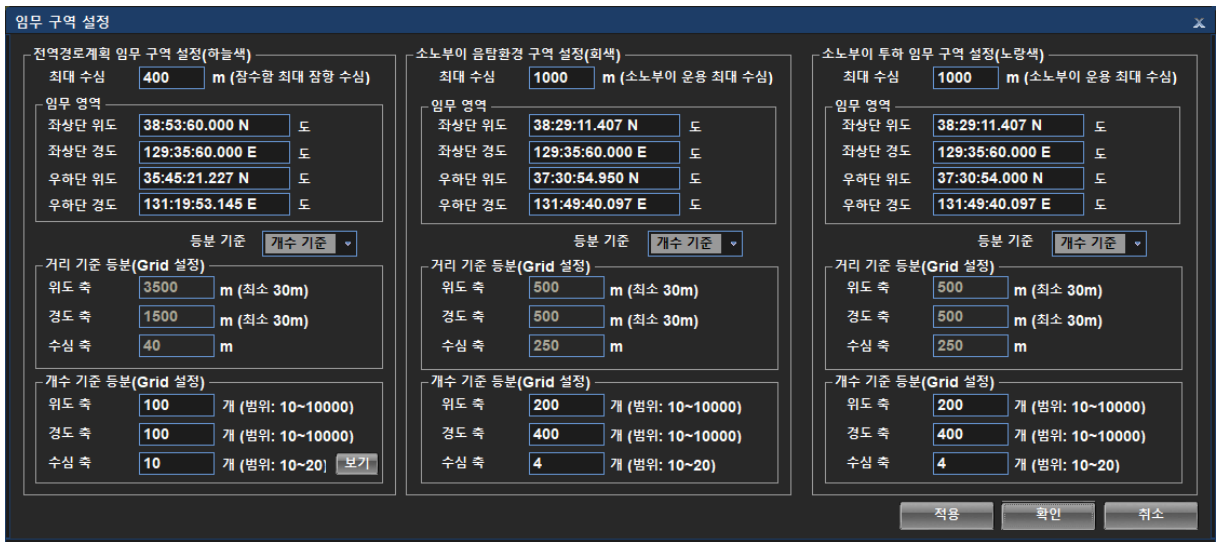 임무 구역 설정
전역경로계획 임무 구역 설정(하늘색)
최대 수심 400 m (잠수함 최대 잠항 수심)
임무 영역
좌상단 위도 38:53:60.000 N 도
좌상단 경도 129:35:60.000 E 도
우하단 위도 35:45:21.227 N 도
우하단 경도 131:19:53.145 E 도
등분 기준 개수 기준
거리 기준 등분(Grid 설정)
위도 축 3500 m (최소 30m)
경도 축 1500 m (최소 30m)
수심 축 40 m
개수 기준 등분(Grid 설정)
위도 축 100 개 (범위: 10~10000)
경도 축 100 개 (범위: 10~10000)
수심 축 10 개 (범위: 10~20) 보기
소노부이 음탐환경 구역 설정(회색)
최대 수심 1000 m (소노부이 운용 최대 수심)
임무 영역
좌상단 위도 38:29:11.407 N 도
좌상단 경도 129:35:60.000 E 도
우하단 위도 37:30:54.950 N 도
우하단 경도 131:49:40.097 E 도
등분 기준 개수 기준
거리 기준 등분(Grid 설정)
위도 축 500 m (최소 30m)
경도 축 500 m (최소 30m)
수심 축 250 m
개수 기준 등분(Grid 설정)
위도 축 200 개 (범위: 10~10000)
경도 축 400 개 (범위: 10~10000)
수심 축 4 개 (범위: 10~20)
소노부이 투하 임무 구역 설정(노랑색)
최대 수심 1000 m (소노부이 운용 최대 수심)
임무 영역
좌상단 위도 38:29:11.407 N 도
좌상단 경도 129:35:60.000 E 도
우하단 위도 37:30:54.000 N 도
우하단 경도 131:49:40.097 E 도
등분 기준 개수 기준
거리 기준 등분(Grid 설정)
위도 축 500 m (최소 30m)
경도 축 500 m (최소 30m)
수심 축 250 m
개수 기준 등분(Grid 설정)
위도 축 200 개 (범위: 10~10000)
경도 축 400 개 (범위: 10~10000)
수심 축 4 개 (범위: 10~20)
적용 확인 취소